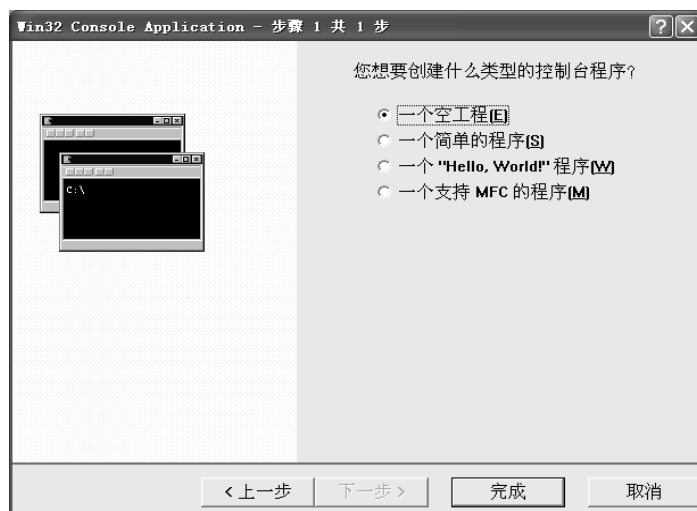 Win32 Console Application - 步骤 1 共 1 步
您想要创建什么类型的控制台程序?
一个空工程(E)
一个简单的程序(S)
一个 "Hello, World!" 程序(W)
一个支持 MFC 的程序(M)
C:\
< 上一步
下一步 >
完成
取消